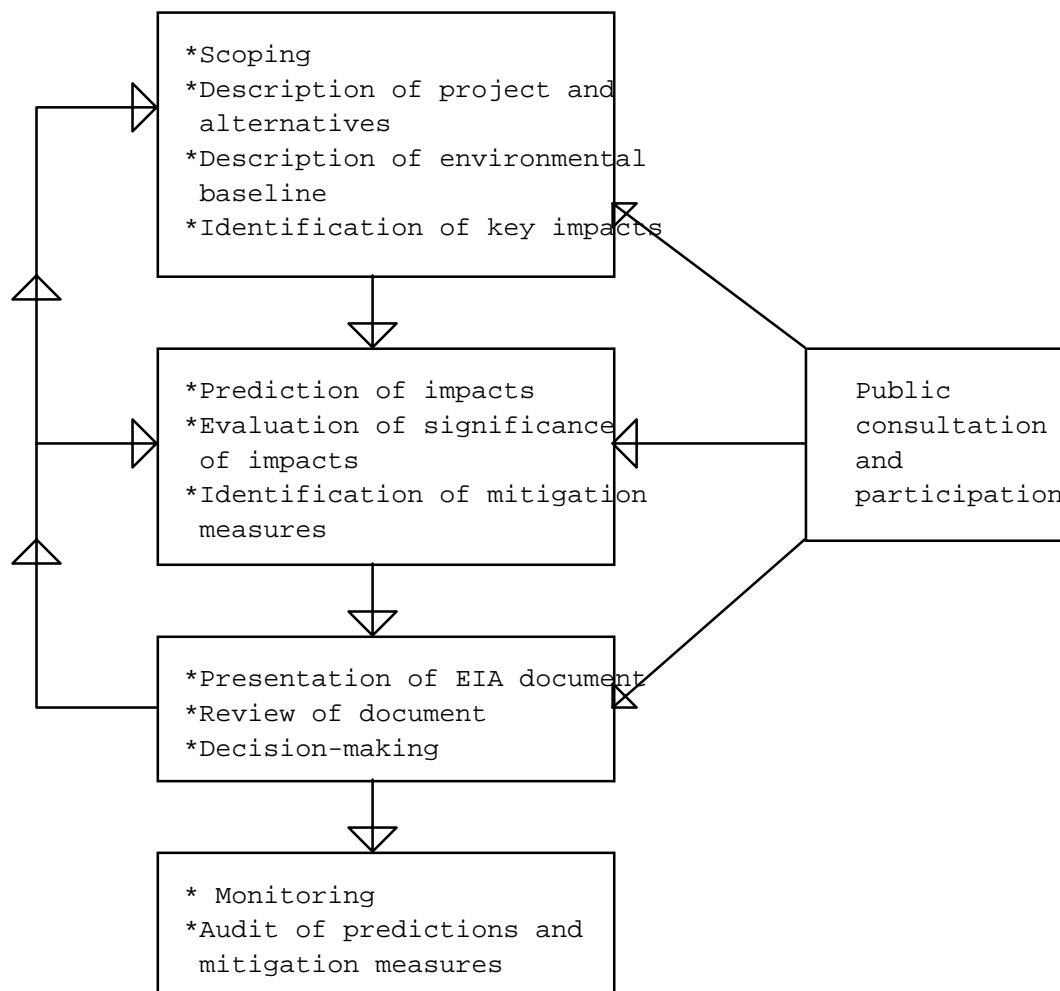 *Scoping
*Description of project and
alternatives
*Description of environmental
baseline
*Identification of key impacts
*Prediction of impacts
*Evaluation of significance
of impacts
*Identification of mitigation
measures
Public
consultation
and
participation
*Presentation of EIA document
*Review of document
*Decision-making
* Monitoring
*Audit of predictions and
mitigation measures